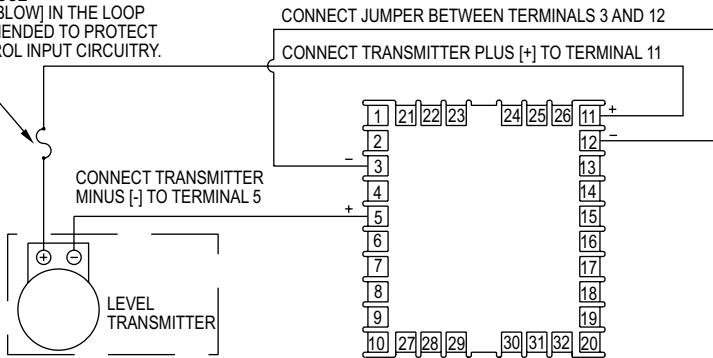 BLOW] IN THE LOOP
ENDED TO PROTECT
ROL INPUT CIRCUITRY.
CONNECT JUMPER BETWEEN TERMINALS 3 AND 12
CONNECT TRANSMITTER PLUS [+] TO TERMINAL 11
CONNECT TRANSMITTER
MINUS [-] TO TERMINAL 5
1 21 22 23 24 25 26 11 +
2 12 −
− 3 13
4 14
+ 5 15
6 16
7 17
8 18
9 19
10 27 28 29 30 31 32 20
+ −
LEVEL
TRANSMITTER